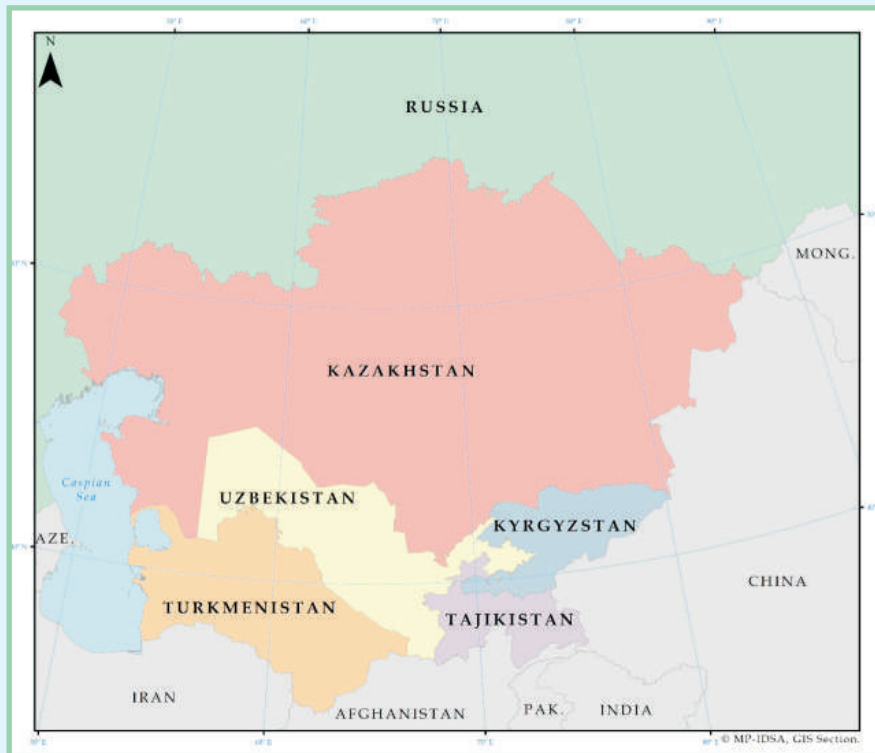 N
RUSSIA
MONG.
KAZAKHSTAN
Caspian
Sea
UZBEKISTAN
KYRGYZSTAN
AZE.
CHINA
TURKMENISTAN
TAJIKISTAN
IRAN
AFGHANISTAN
PAK.
INDIA
© MP-IDSA, GIS Section.
70° E